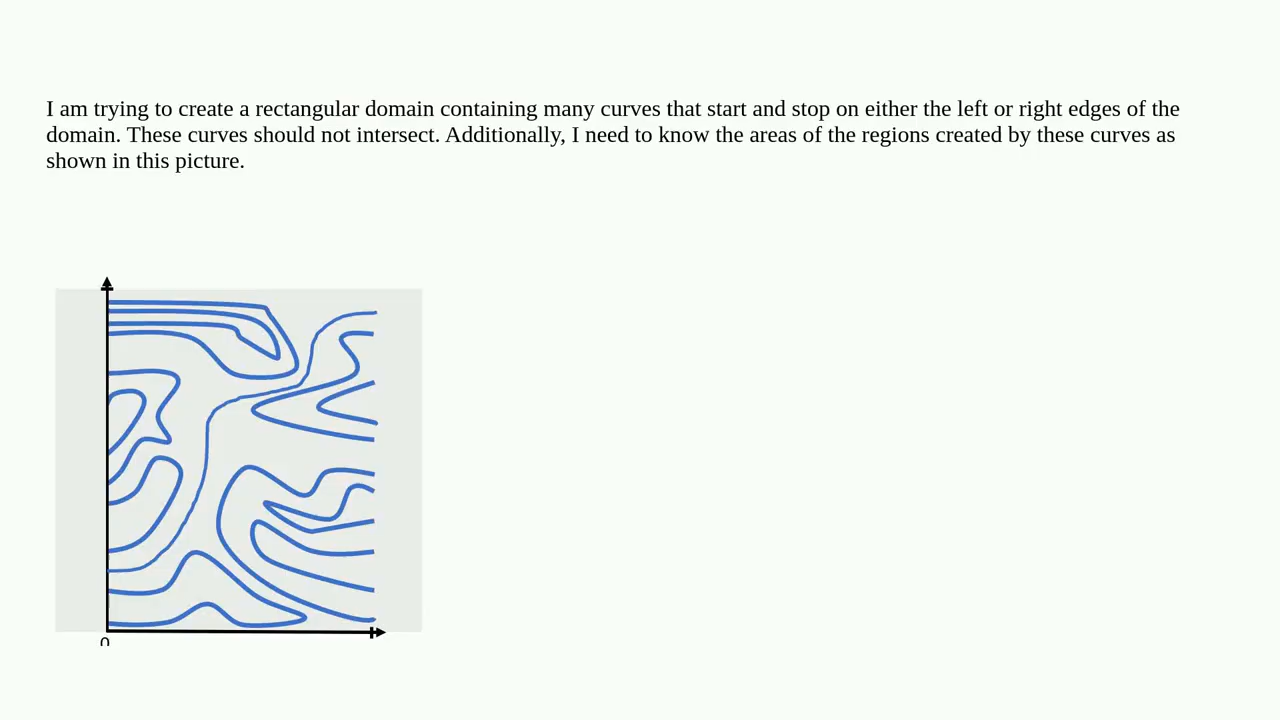 I am trying to create a rectangular domain containing many curves that start and stop on either the left or right edges of the
domain. These curves should not intersect. Additionally, I need to know the areas of the regions created by these curves as
shown in this picture.
0